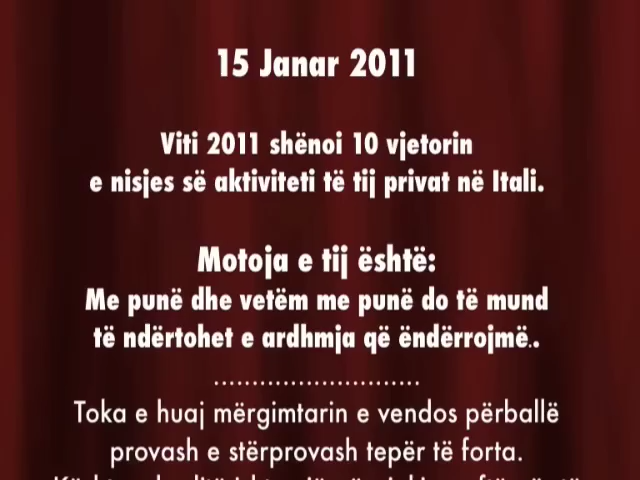 15 Janar 2011
Viti 2011 shënoi 10 vjetorin
e nisjes së aktiviteti të tij privat në Itali.
Motoja e tij është:
Me punë dhe vetëm me punë do të mund
të ndërtohet e ardhmja që ëndërrojmë..
...........................
Toka e huaj mërgimtarin e vendos përballë
provash e stërprovash tepër të forta.